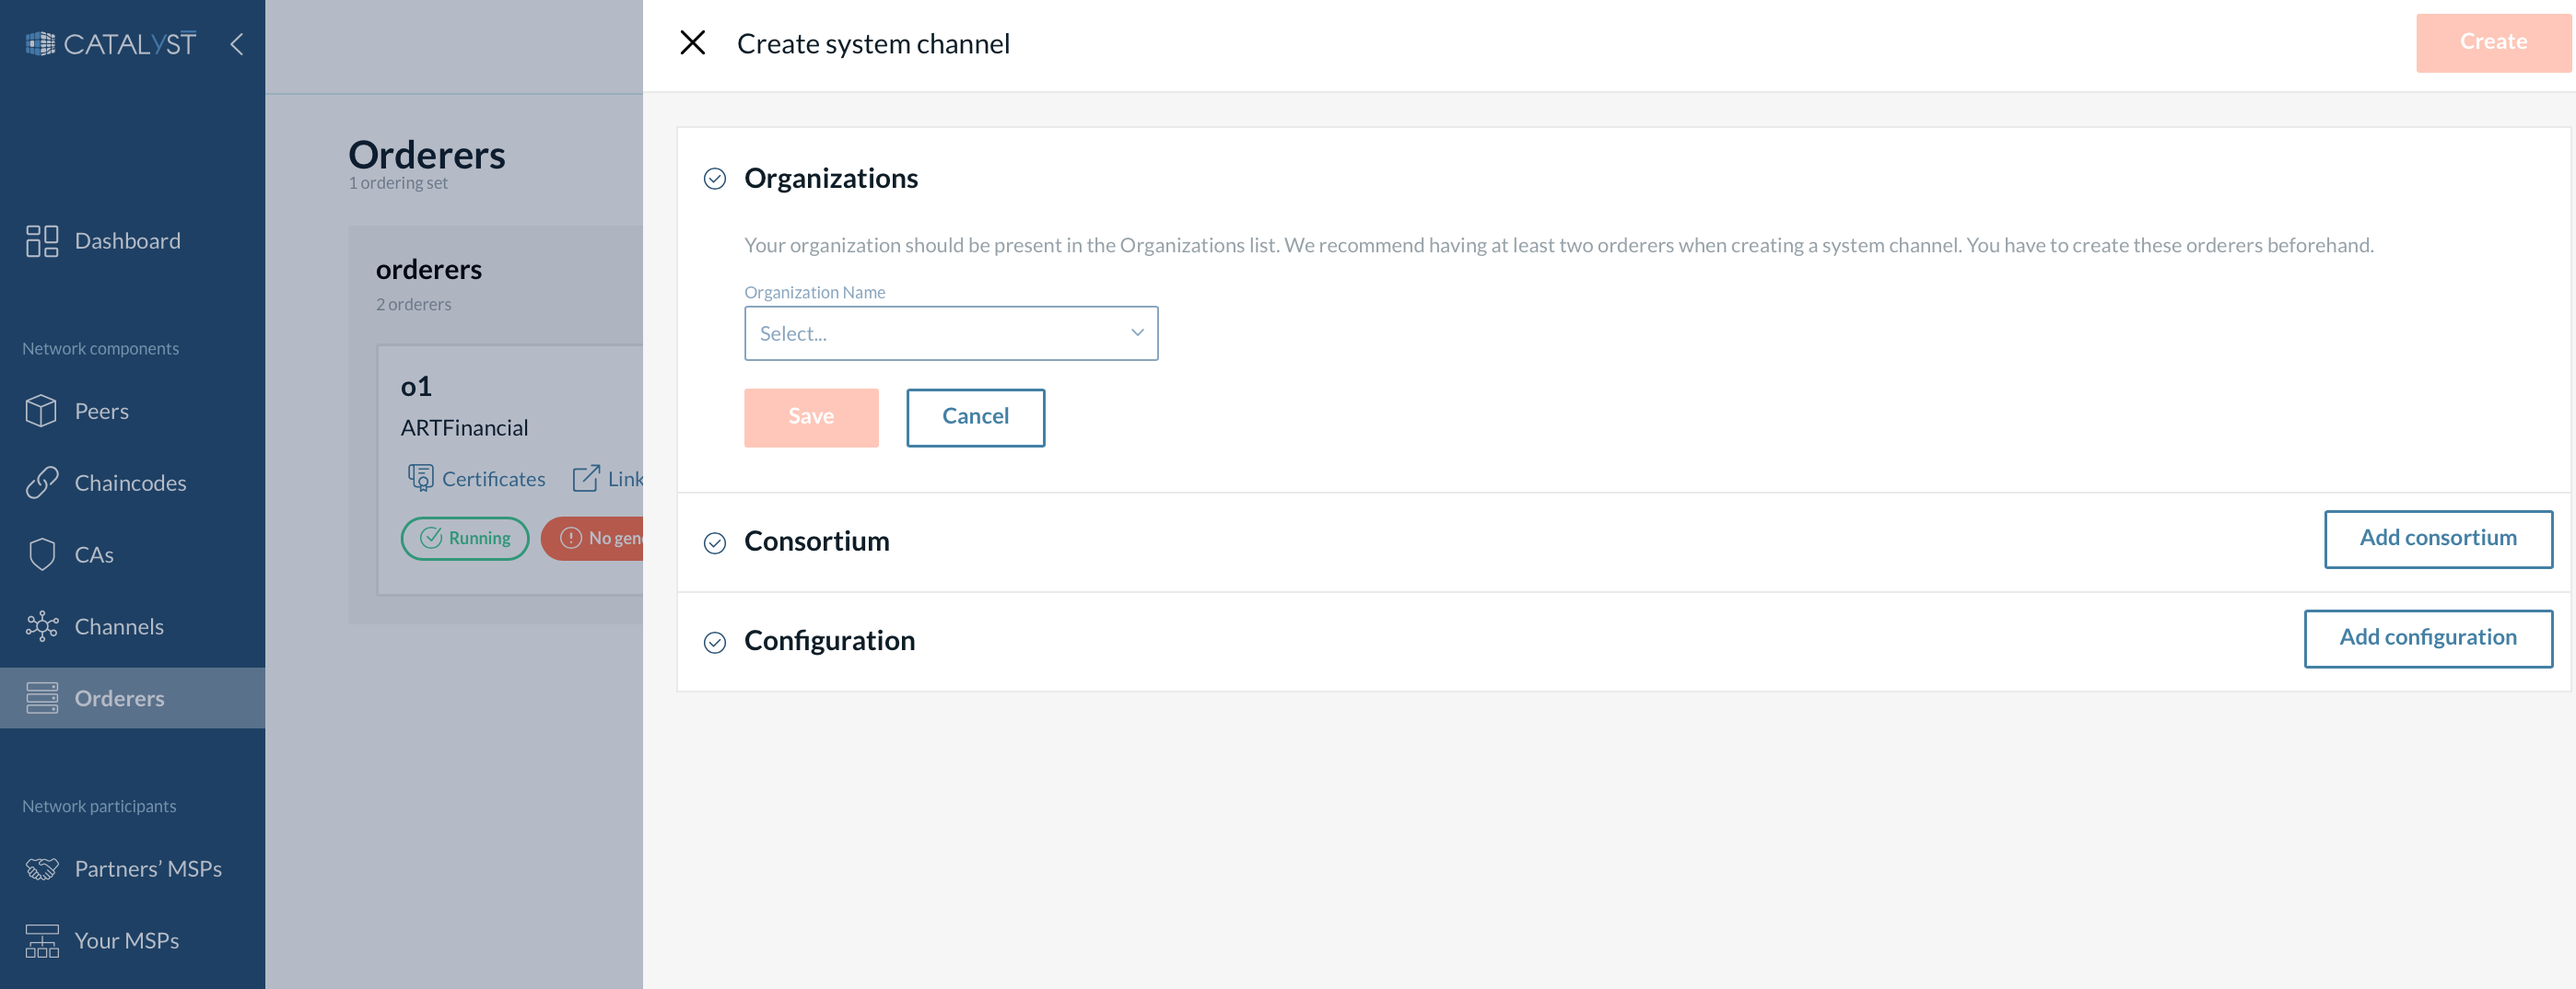 CATALYST
Dashboard
Network components
Peers
Chaincodes
CAs
Channels
Orderers
Network participants
Partners’ MSPs
Your MSPs
Orderers
1 ordering set
orderers
2 orderers
o1
ARTFinancial
Certificates Link
Running No gen
Create system channel
Create
Organizations
Your organization should be present in the Organizations list. We recommend having at least two orderers when creating a system channel. You have to create these orderers beforehand.
Organization Name
Select...
Save Cancel
Consortium
Add consortium
Configuration
Add configuration